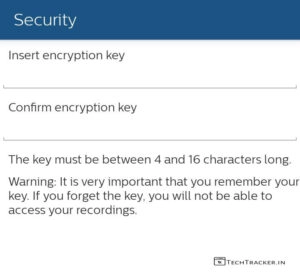 Security
Insert encryption key
Confirm encryption key
The key must be between 4 and 16 characters long.
Warning: It is very important that you remember your
key. If you forget the key, you will not be able to
access your recordings.
TECHTRACKER.IN